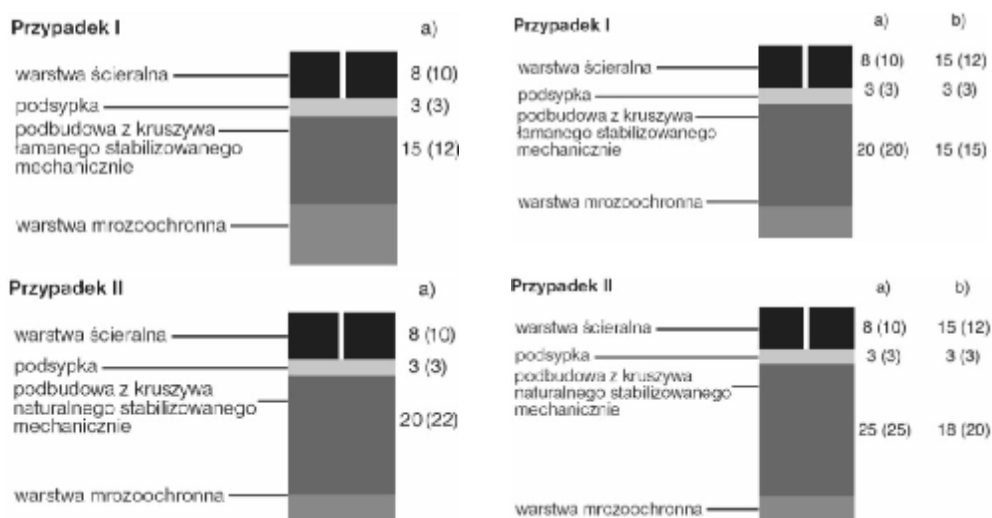 Przypadek I a)
warstwa ścieralna 8 (10)
podsypka 3 (3)
podbudowa z kruszywa
łamanego stabilizowanego 15 (12)
mechanicznie
warstwa mrozoochronna
Przypadek II a)
warstwa ścieralna 8 (10)
podsypka 3 (3)
podbudowa z kruszywa
naturalnego stabilizowanego 20 (22)
mechanicznie
warstwa mrozoochronna
Przypadek I a) b)
warstwa ścieralna 8 (10) 15 (12)
podsypka 3 (3) 3 (3)
podbudowa z kruszywa
łamanego stabilizowanego
mechanicznie 20 (20) 15 (15)
warstwa mrozoochronna
Przypadek II a) b)
warstwa ścieralna 8 (10) 15 (12)
podsypka 3 (3) 3 (3)
podbudowa z kruszywa
naturalnego stabilizowanego
mechanicznie
25 (25) 18 (20)
warstwa mrozoochronna